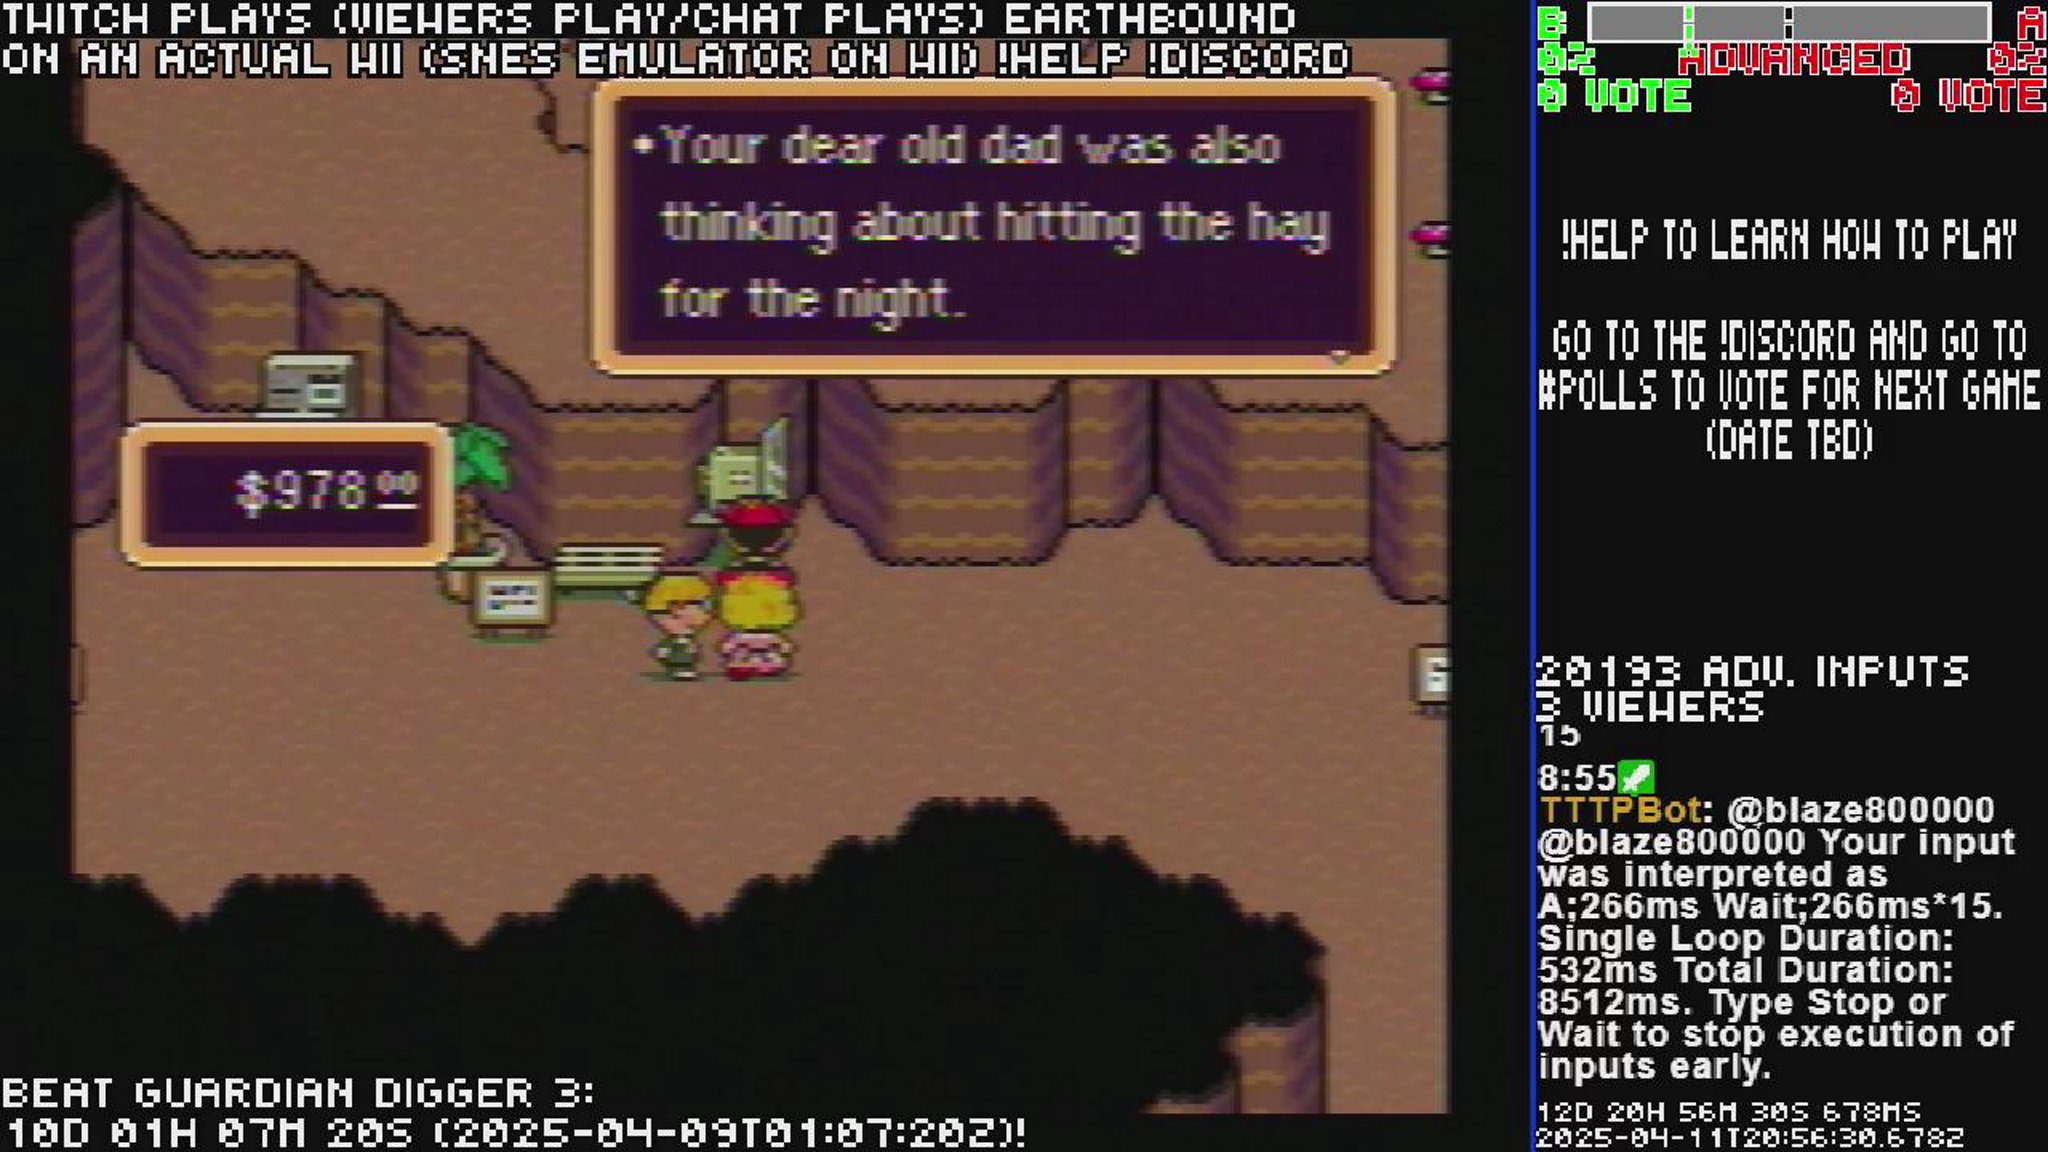 TWITCH PLAYS (VIEWERS PLAY/CHAT PLAYS) EARTHBOUND
ON AN ACTUAL WII (SNES EMULATOR ON WII) !HELP !DISCORD
•Your dear old dad was also
thinking about hitting the hay
for the night.
$978.00
BEAT GUARDIAN DIGGER 3:
10D 01H 07M 20S (2025-04-09T01:07:20Z)!
B A
0% ADVANCED 0%
0 VOTE 0 VOTE
!HELP TO LEARN HOW TO PLAY
GO TO THE !DISCORD AND GO TO
#POLLS TO VOTE FOR NEXT GAME
(DATE TBD)
20193 ADV. INPUTS
3 VIEWERS
15
8:55
TTTPBot: @blaze800000
@blaze800000 Your input
was interpreted as
A;266ms Wait;266ms*15.
Single Loop Duration:
532ms Total Duration:
8512ms. Type Stop or
Wait to stop execution of
inputs early.
12D 20H 56M 30S 678MS
2025-04-11T20:56:30.678Z